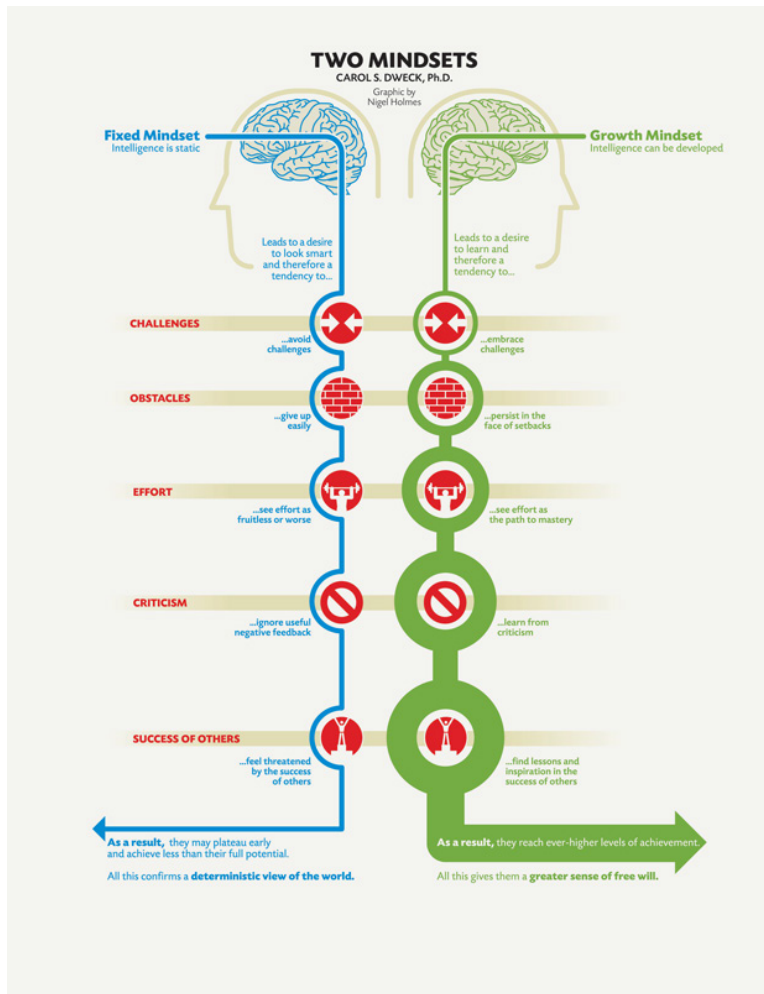 TWO MINDSETS
CAROL S. DWECK, Ph.D.
Graphic by
Nigel Holmes
Fixed Mindset
Intelligence is static
Growth Mindset
Intelligence can be developed
Leads to a desire
to look smart
and therefore a
tendency to...
Leads to a desire
to learn and
therefore a
tendency to...
CHALLENGES
...avoid
challenges
...embrace
challenges
OBSTACLES
...give up
easily
...persist in the
face of setbacks
EFFORT
...see effort as
fruitless or worse
...see effort as
the path to mastery
CRITICISM
...ignore useful
negative feedback
...learn from
criticism
SUCCESS OF OTHERS
...feel threatened
by the success
of others
...find lessons and
inspiration in the
success of others
As a result, they may plateau early
and achieve less than their full potential.
All this confirms a deterministic view of the world.
As a result, they reach ever-higher levels of achievement.
All this gives them a greater sense of free will.